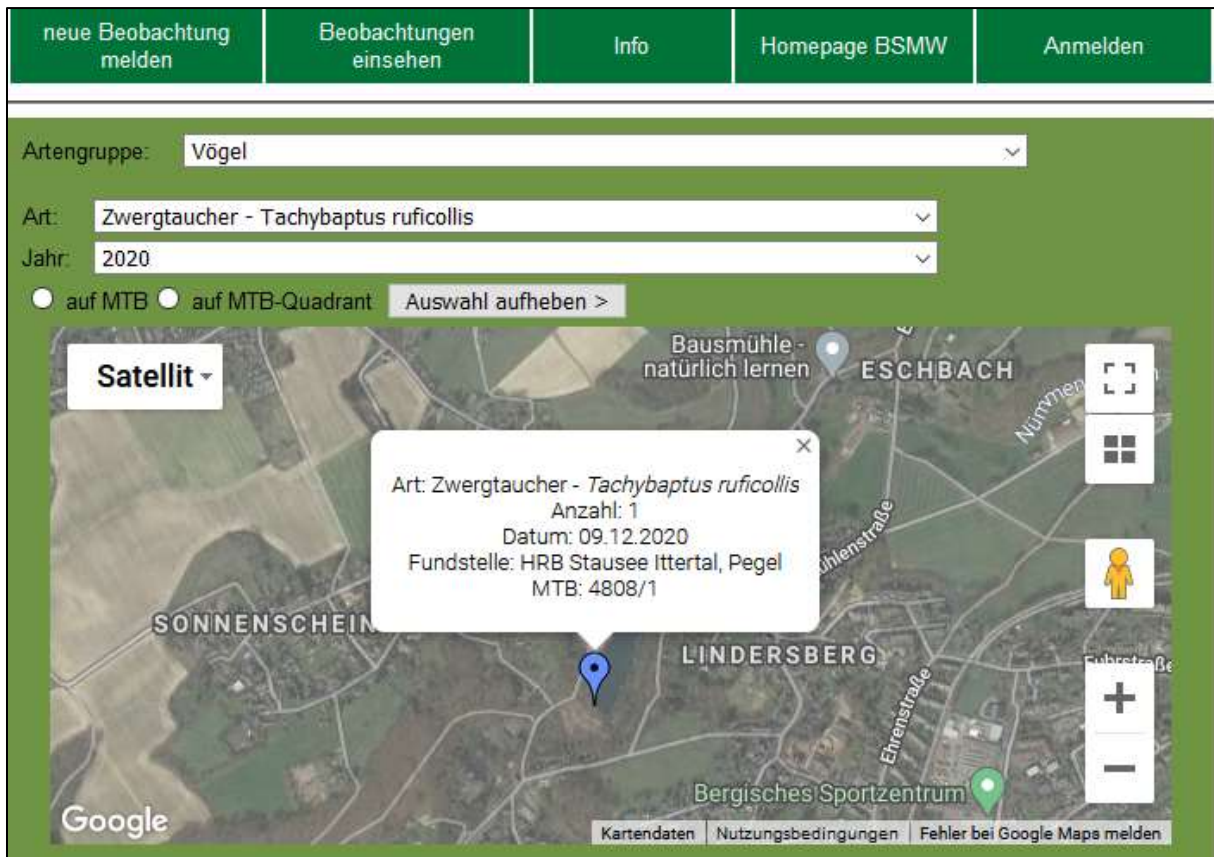 neue Beobachtung
melden
Beobachtungen
einsehen
Info
Homepage BSMW
Anmelden
Artengruppe: Vögel
Art: Zwergtaucher - Tachybaptus ruficollis
Jahr: 2020
auf MTB auf MTB-Quadrant Auswahl aufheben >
Satellit
Bausmühle -
natürlich lernen
ESCHBACH
Art: Zwergtaucher - Tachybaptus ruficollis
Anzahl: 1
Datum: 09.12.2020
Fundstelle: HRB Stausee Ittertal, Pegel
MTB: 4808/1
SONNENSCHEIN
LINDERSBERG
Ehrenstraße
Bergisches Sportzentrum
Google
Kartendaten Nutzungsbedingungen Fehler bei Google Maps melden